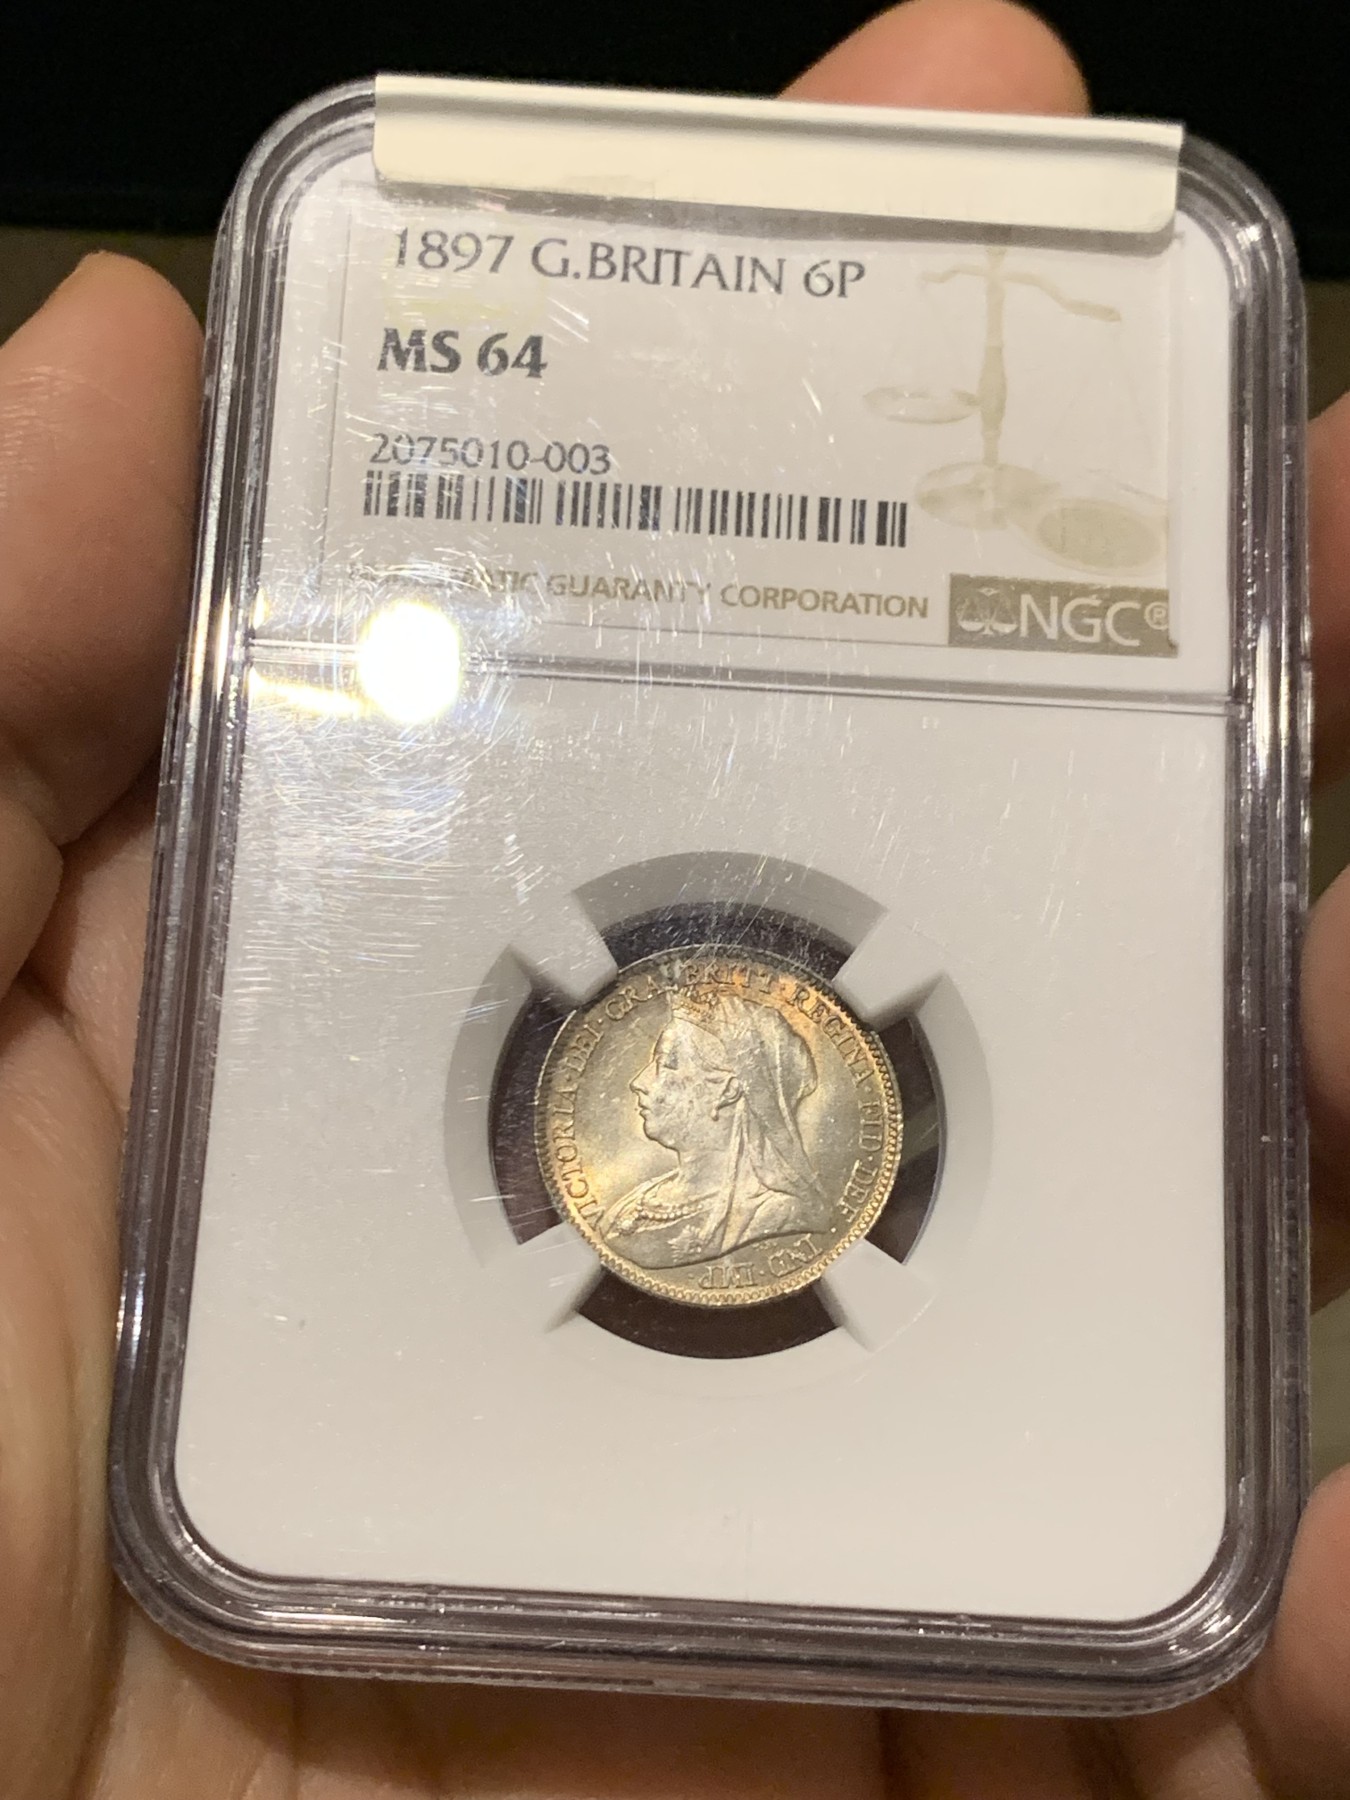 1897 G.BRITAIN 6P
MS 64
2075010-003
NUMISMATIC GUARANTY CORPORATION
NGC®
VICTORIA·DEI·GRA·BRITT·REGINA·FID·DEF·
IND·IMP·